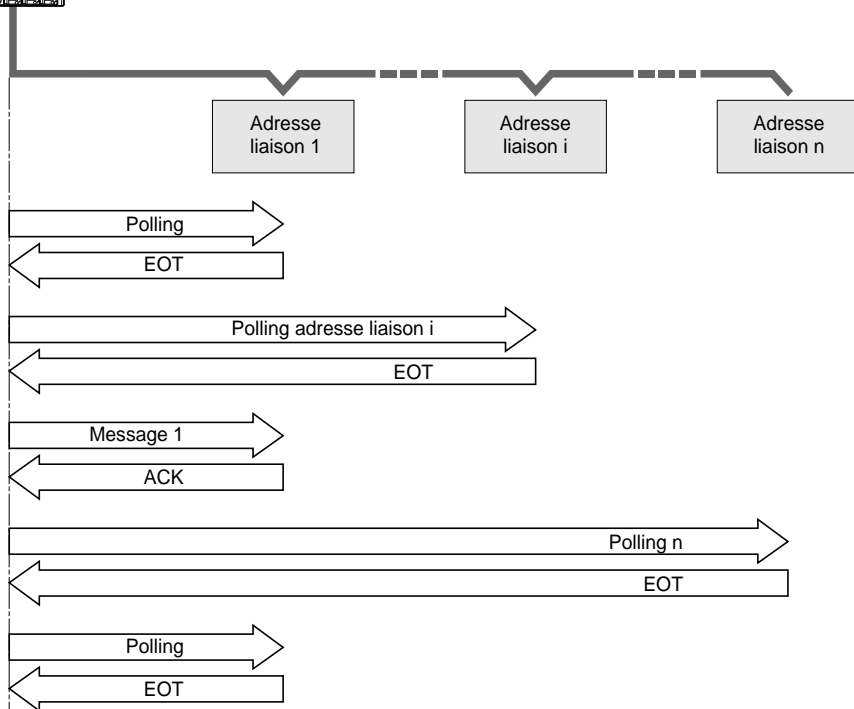 Adresse
liaison 1
Adresse
liaison i
Adresse
liaison n
Polling
EOT
Polling adresse liaison i
EOT
Message 1
ACK
Polling n
EOT
Polling
EOT